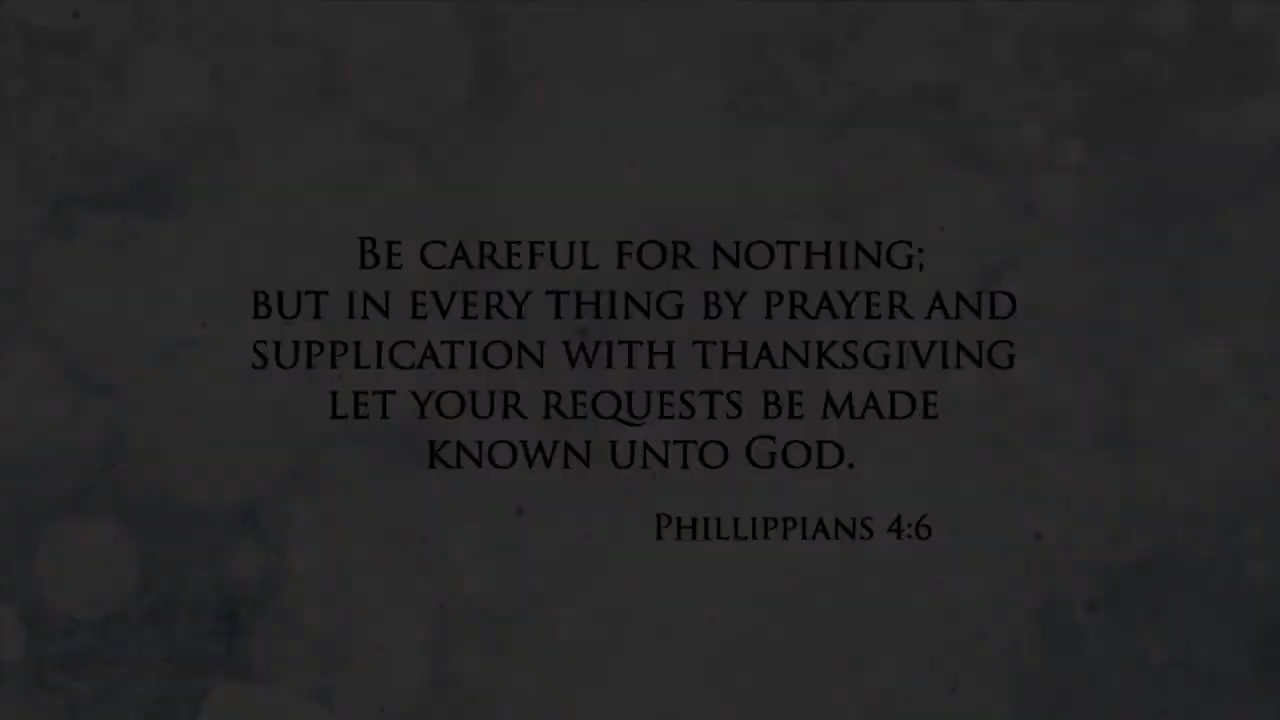 Be careful for nothing;
but in every thing by prayer and
supplication with thanksgiving
let your requests be made
known unto God.
Phillippians 4:6